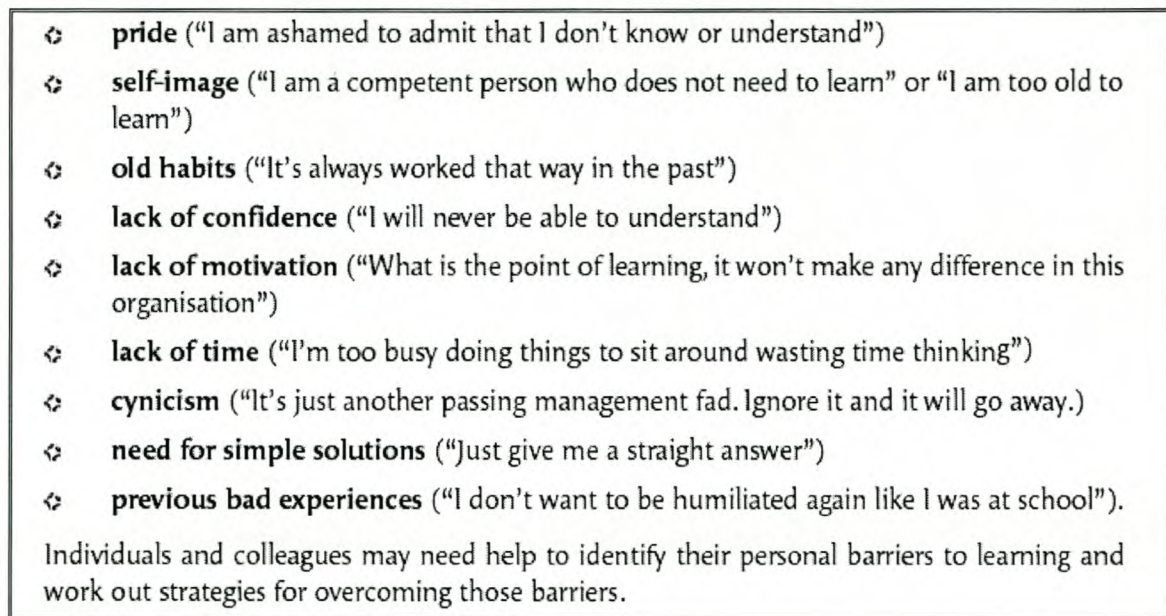 pride (“I am ashamed to admit that I don’t know or understand”)
self-image (“I am a competent person who does not need to learn” or “I am too old to
learn”)
old habits (“It’s always worked that way in the past”)
lack of confidence (“I will never be able to understand”)
lack of motivation (“What is the point of learning, it won’t make any difference in this
organisation”)
lack of time (“I’m too busy doing things to sit around wasting time thinking”)
cynicism (“It’s just another passing management fad. Ignore it and it will go away.)
need for simple solutions (“Just give me a straight answer”)
previous bad experiences (“I don’t want to be humiliated again like I was at school”).
Individuals and colleagues may need help to identify their personal barriers to learning and
work out strategies for overcoming those barriers.